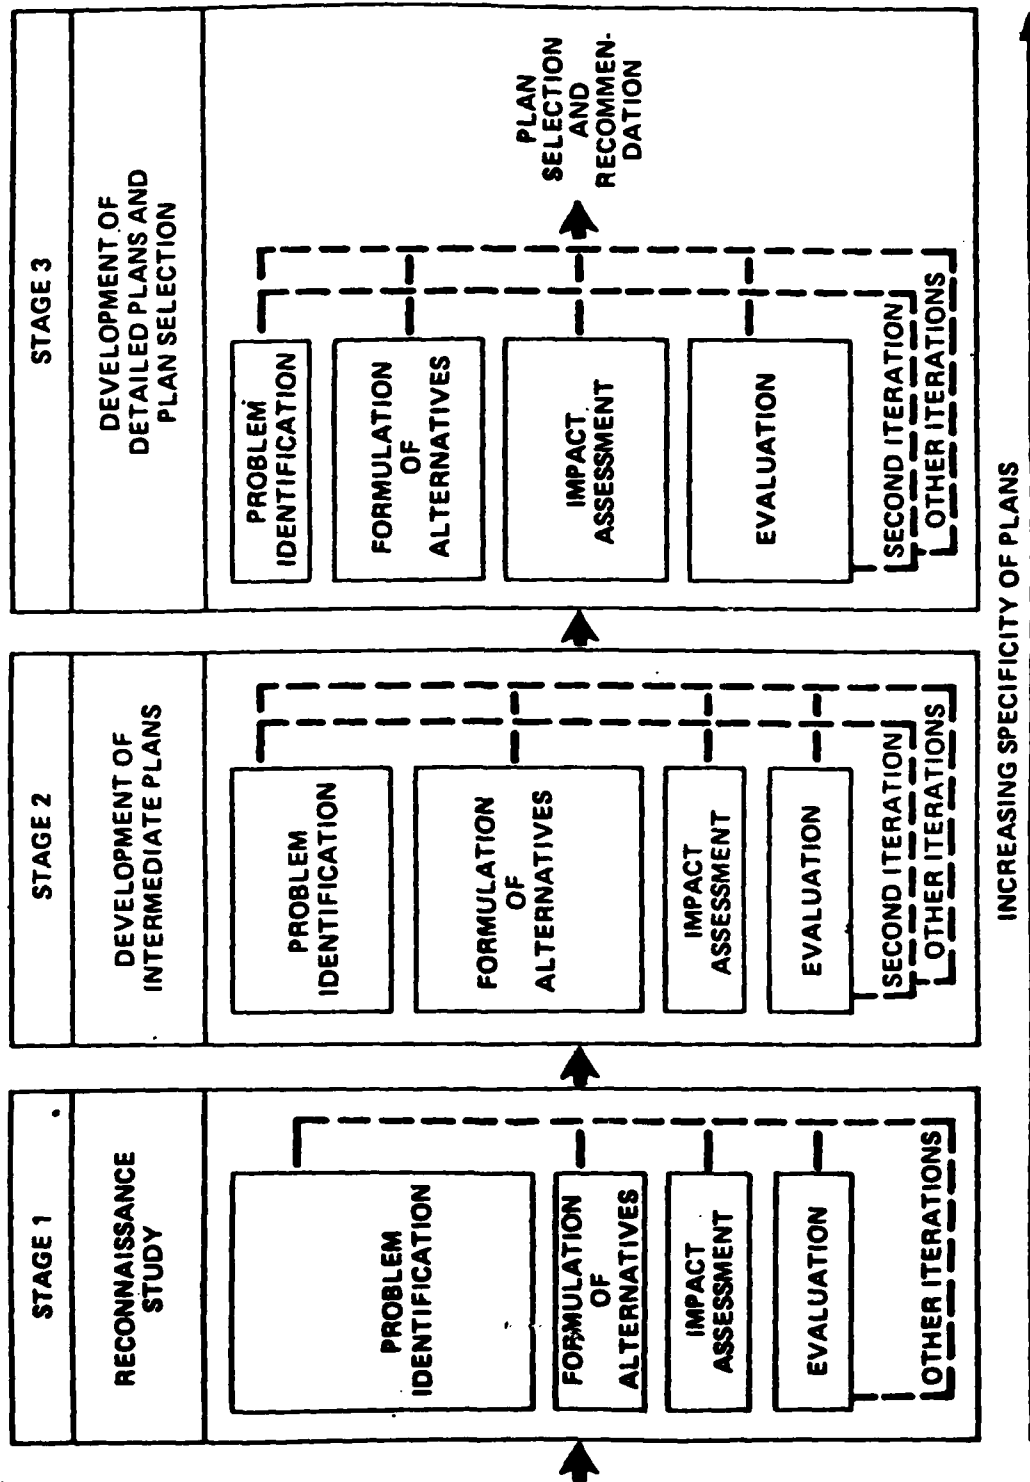 STAGE 1
RECONNAISSANCE
STUDY
PROBLEM
IDENTIFICATION
FORMULATION
OF
ALTERNATIVES
IMPACT
ASSESSMENT
EVALUATION
OTHER ITERATIONS
STAGE 2
DEVELOPMENT OF
INTERMEDIATE PLANS
PROBLEM
IDENTIFICATION
FORMULATION
OF
ALTERNATIVES
IMPACT
ASSESSMENT
EVALUATION
SECOND ITERATION
OTHER ITERATIONS
STAGE 3
DEVELOPMENT OF
DETAILED PLANS AND
PLAN SELECTION
PROBLEM
IDENTIFICATION
FORMULATION
OF
ALTERNATIVES
IMPACT
ASSESSMENT
EVALUATION
SECOND ITERATION
OTHER ITERATIONS
PLAN
SELECTION
AND
RECOMMEN-
DATION
INCREASING SPECIFICITY OF PLANS